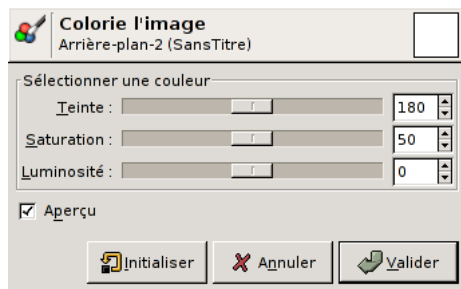 Colorie l'image
Arrière-plan-2 (SansTitre)
Sélectionner une couleur
Teinte : 180
Saturation : 50
Luminosité : 0
Aperçu
Initialiser Annuler Valider